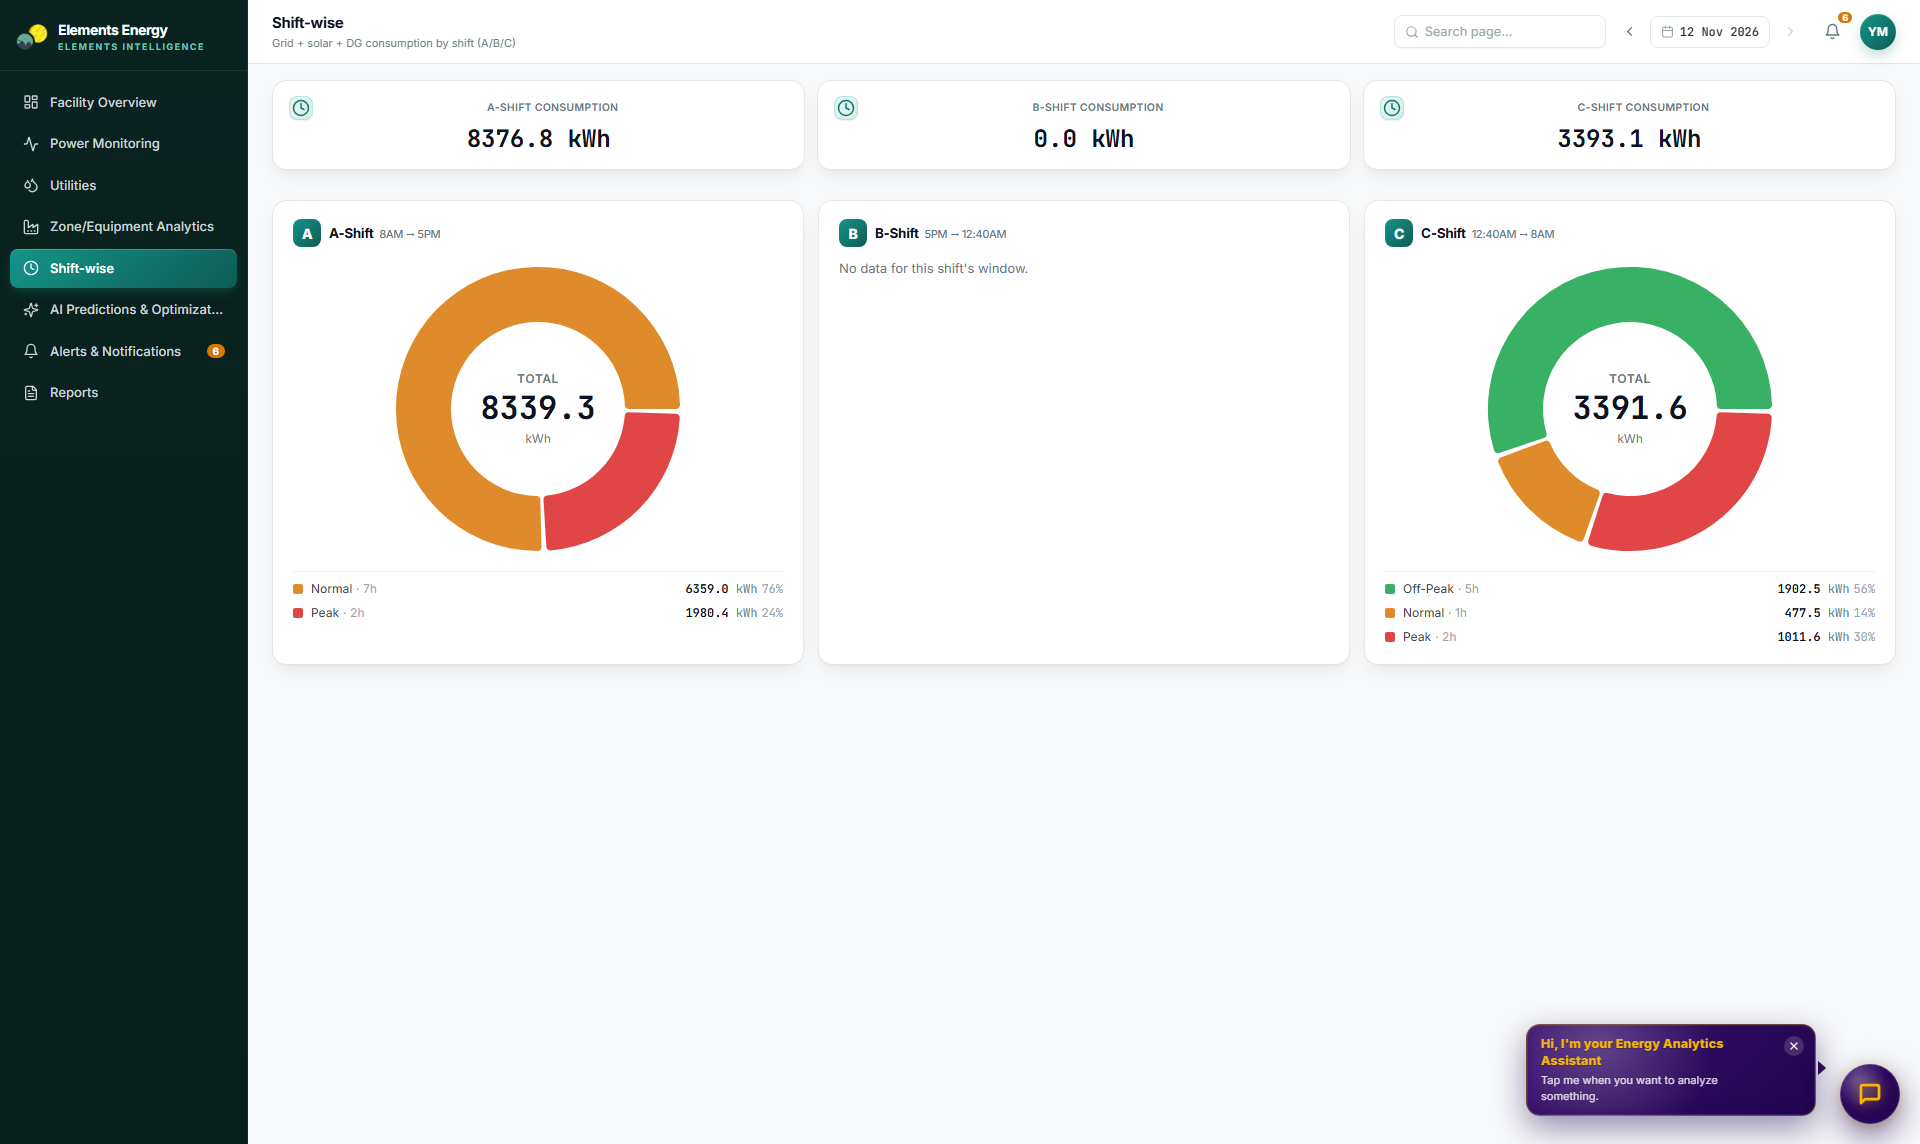 Elements Energy
ELEMENTS INTELLIGENCE
Facility Overview
Power Monitoring
Utilities
Zone/Equipment Analytics
Shift-wise
AI Predictions & Optimizat...
Alerts & Notifications 6
Reports
Shift-wise
Grid + solar + DG consumption by shift (A/B/C)
Search page...
12 Nov 2026
6
YM
A-SHIFT CONSUMPTION
8376.8 kWh
B-SHIFT CONSUMPTION
0.0 kWh
C-SHIFT CONSUMPTION
3393.1 kWh
A A-Shift 8AM → 5PM
TOTAL
8339.3
kWh
Normal · 7h 6359.0 kWh 76%
Peak · 2h 1980.4 kWh 24%
B B-Shift 5PM → 12:40AM
No data for this shift's window.
C C-Shift 12:40AM → 8AM
TOTAL
3391.6
kWh
Off-Peak · 5h 1902.5 kWh 56%
Normal · 1h 477.5 kWh 14%
Peak · 2h 1011.6 kWh 30%
Hi, I'm your Energy Analytics
Assistant
Tap me when you want to analyze
something.